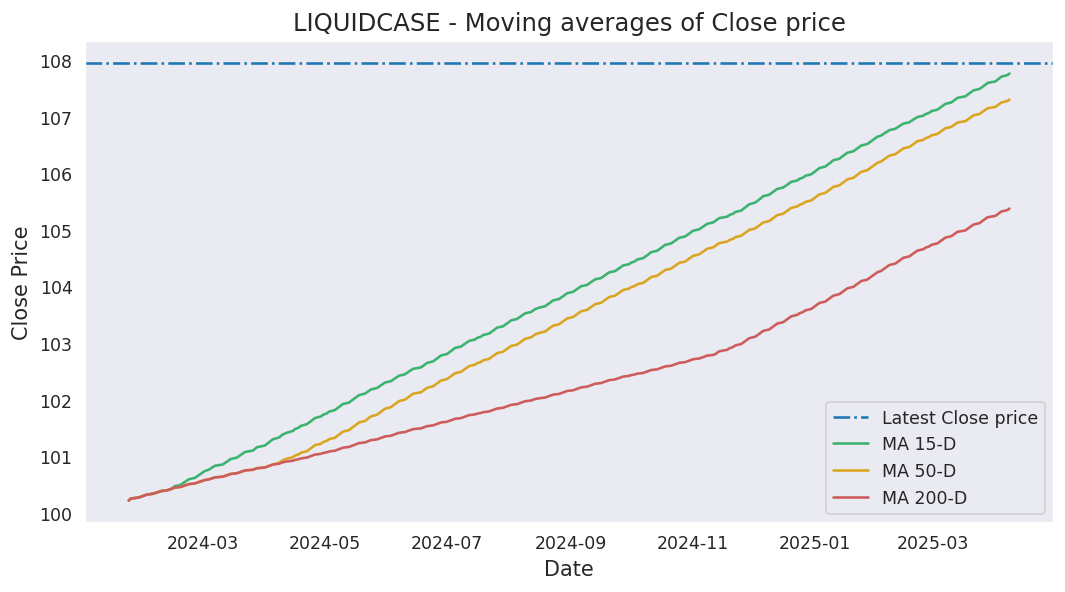 LIQUIDCASE - Moving averages of Close price
108
107
106
105
104
103
102
101
100
Close Price
Latest Close price
MA 15-D
MA 50-D
MA 200-D
2024-03 2024-05 2024-07 2024-09 2024-11 2025-01 2025-03
Date